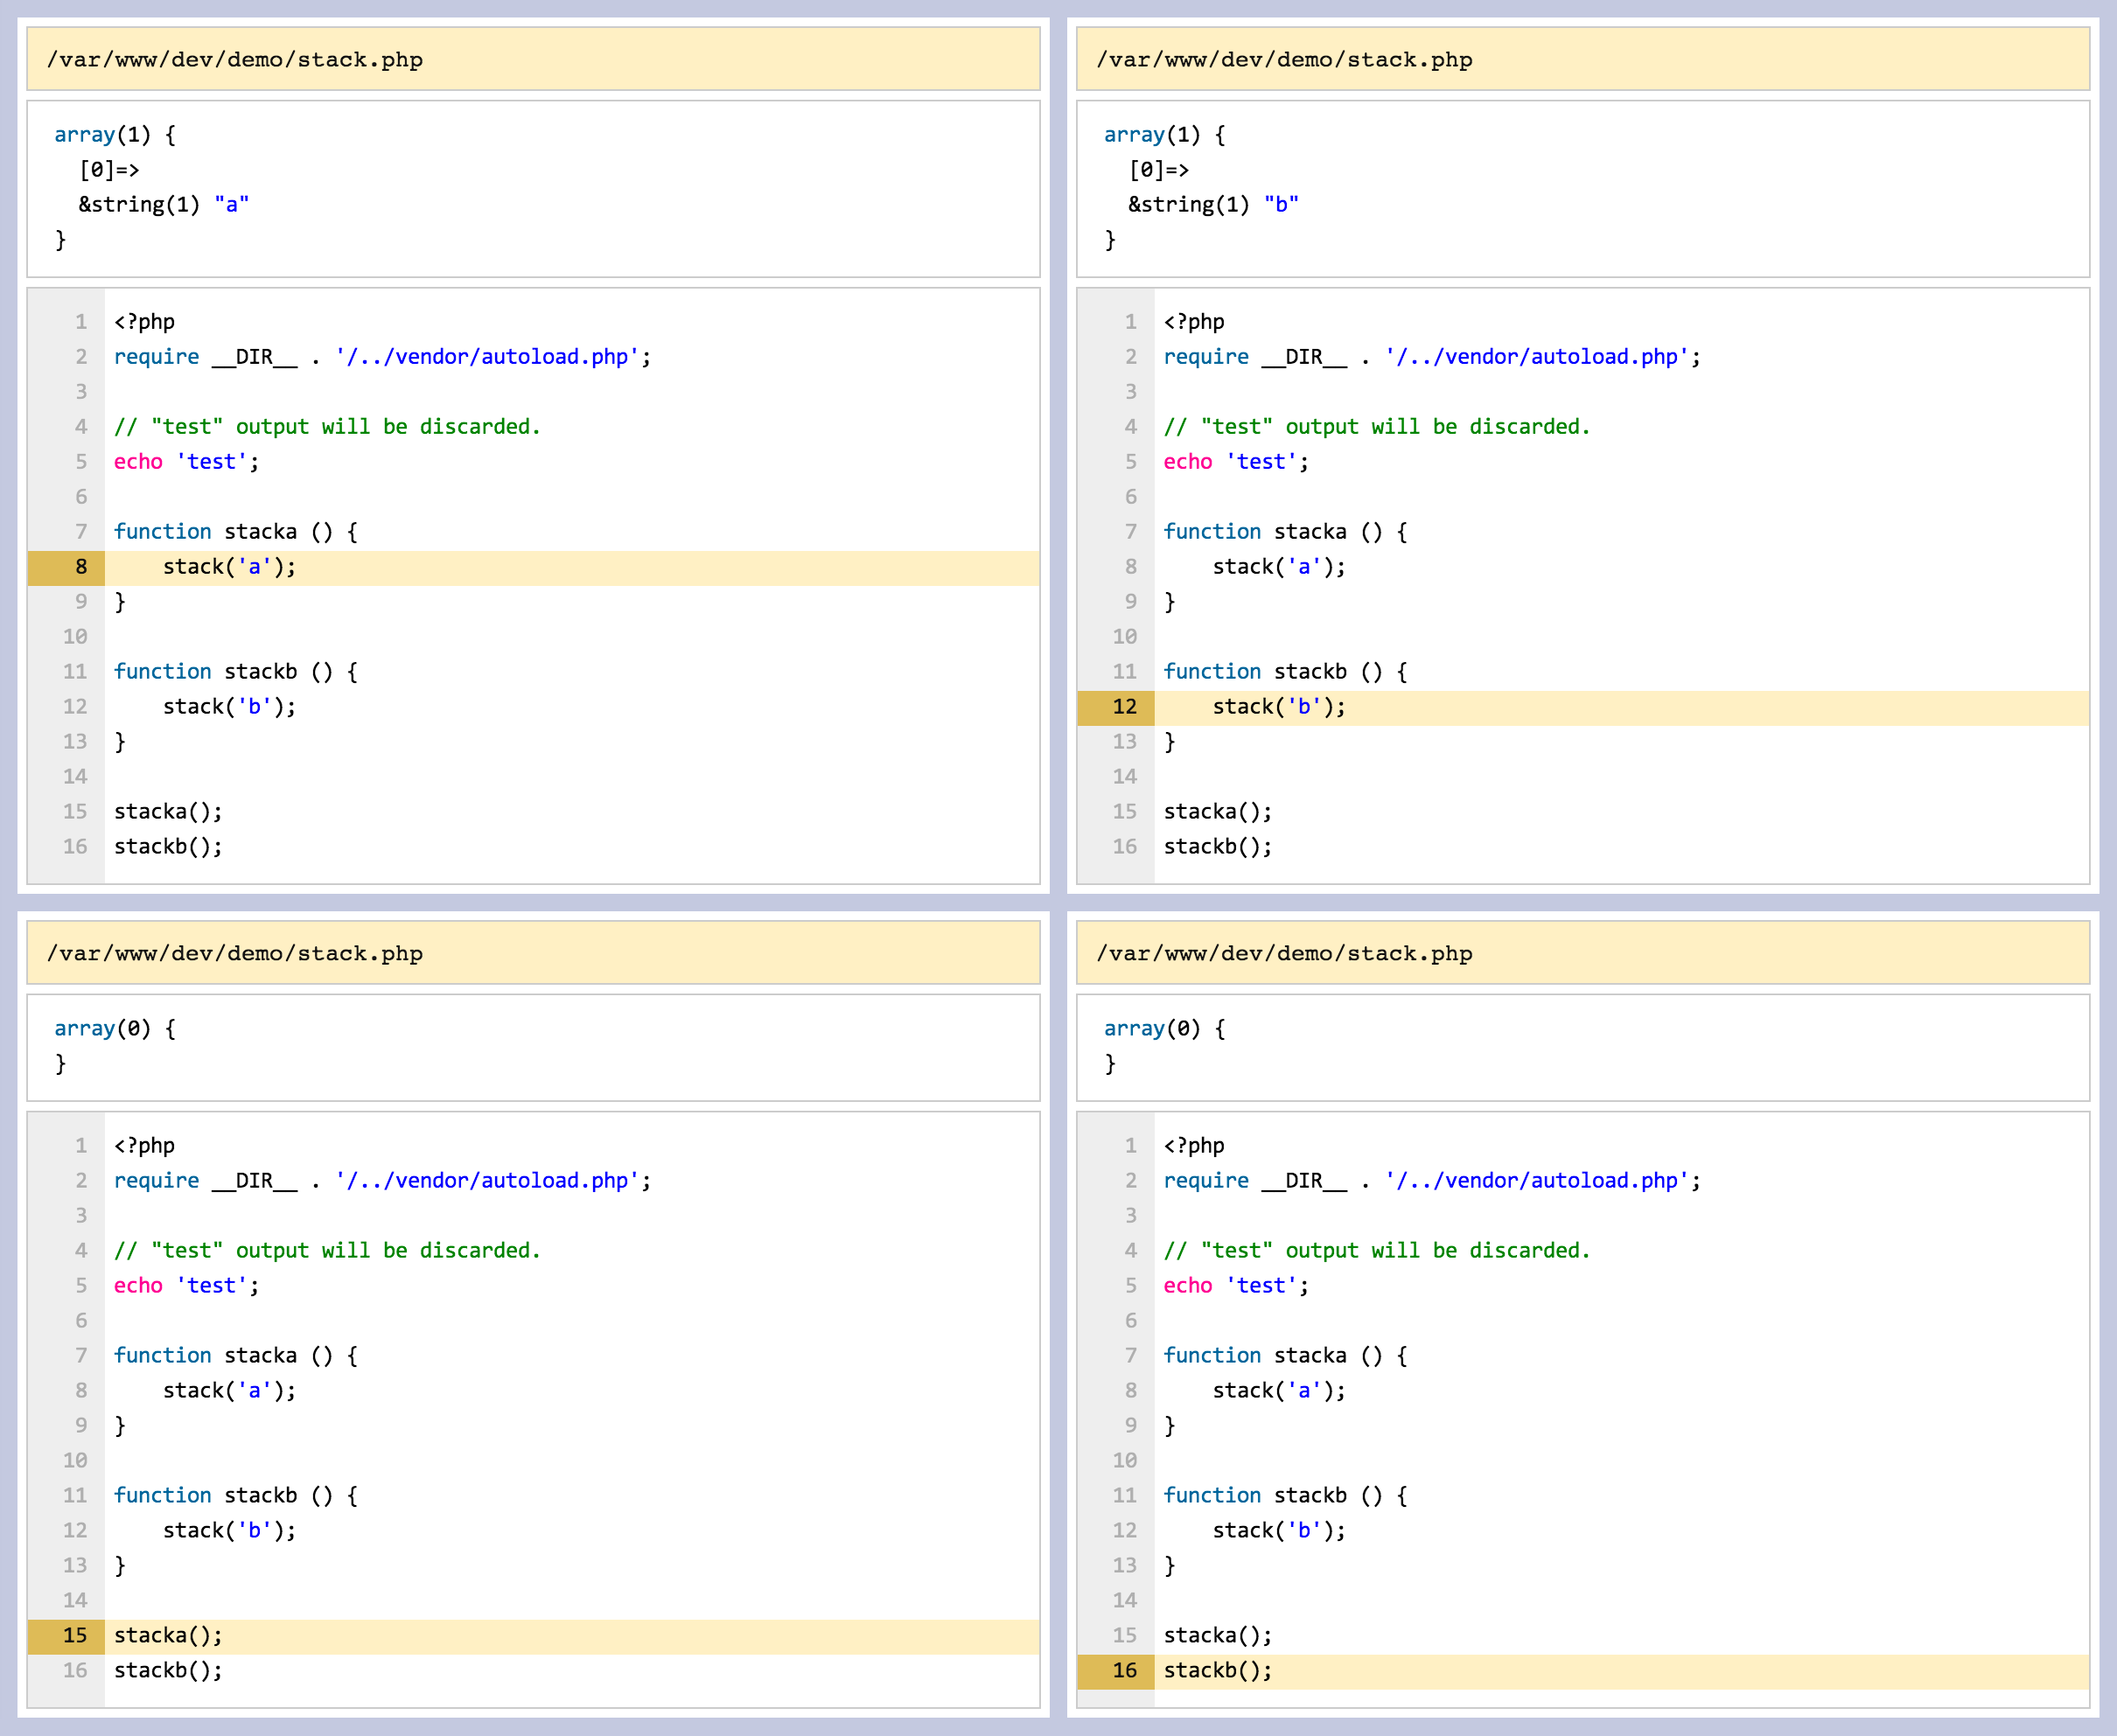 /var/www/dev/demo/stack.php
array(1) {
  [0]=>
  &string(1) "a"
}
1 <?php
2 require __DIR__ . '/../vendor/autoload.php';
3
4 // "test" output will be discarded.
5 echo 'test';
6
7 function stacka () {
8     stack('a');
9 }
10
11 function stackb () {
12     stack('b');
13 }
14
15 stacka();
16 stackb();
/var/www/dev/demo/stack.php
array(1) {
  [0]=>
  &string(1) "b"
}
1 <?php
2 require __DIR__ . '/../vendor/autoload.php';
3
4 // "test" output will be discarded.
5 echo 'test';
6
7 function stacka () {
8     stack('a');
9 }
10
11 function stackb () {
12     stack('b');
13 }
14
15 stacka();
16 stackb();
/var/www/dev/demo/stack.php
array(0) {
}
1 <?php
2 require __DIR__ . '/../vendor/autoload.php';
3
4 // "test" output will be discarded.
5 echo 'test';
6
7 function stacka () {
8     stack('a');
9 }
10
11 function stackb () {
12     stack('b');
13 }
14
15 stacka();
16 stackb();
/var/www/dev/demo/stack.php
array(0) {
}
1 <?php
2 require __DIR__ . '/../vendor/autoload.php';
3
4 // "test" output will be discarded.
5 echo 'test';
6
7 function stacka () {
8     stack('a');
9 }
10
11 function stackb () {
12     stack('b');
13 }
14
15 stacka();
16 stackb();